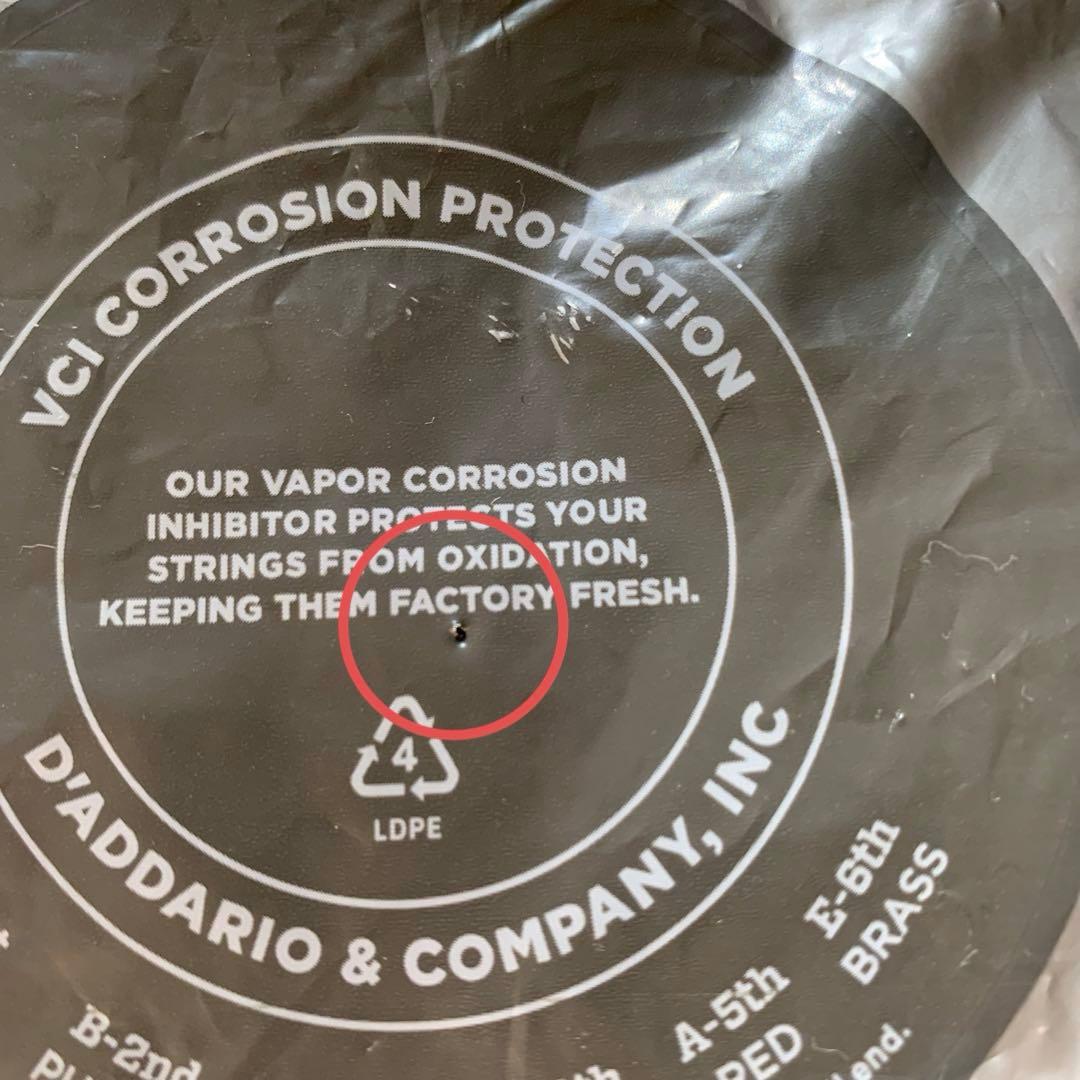 VCI CORROSION PROTECTION
OUR VAPOR CORROSION
INHIBITOR PROTECTS YOUR
STRINGS FROM OXIDATION,
KEEPING THEM FACTORY FRESH.
4
LDPE
D'ADDARIO & COMPANY, INC
E-6th
BRASS
A-5th
B-2nd